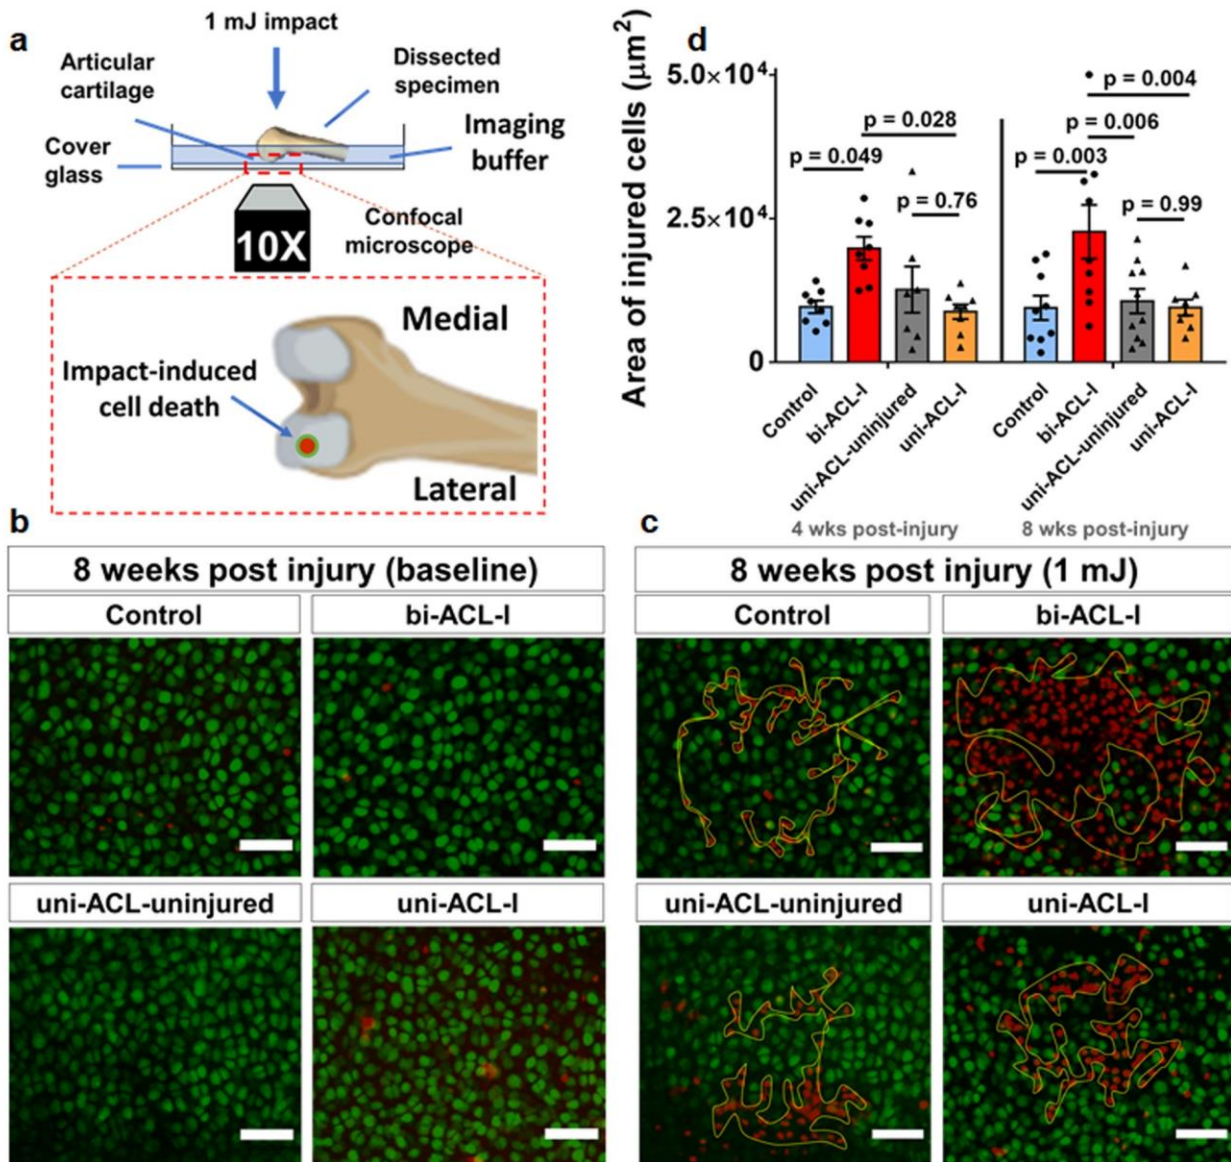 a
1 mJ impact
Articular
cartilage
Dissected
specimen
Cover
glass
Imaging
buffer
10X
Confocal
microscope
Medial
Impact-induced
cell death
Lateral
d
Area of injured cells (μm²)
5.0×10⁴
2.5×10⁴
0
p = 0.004
p = 0.028
p = 0.006
p = 0.049
p = 0.003
p = 0.76
p = 0.99
Control
bi-ACL-I
uni-ACL-uninjured
uni-ACL-I
Control
bi-ACL-I
uni-ACL-uninjured
uni-ACL-I
4 wks post-injury
8 wks post-injury
b
8 weeks post injury (baseline)
Control
bi-ACL-I
uni-ACL-uninjured
uni-ACL-I
c
8 weeks post injury (1 mJ)
Control
bi-ACL-I
uni-ACL-uninjured
uni-ACL-I